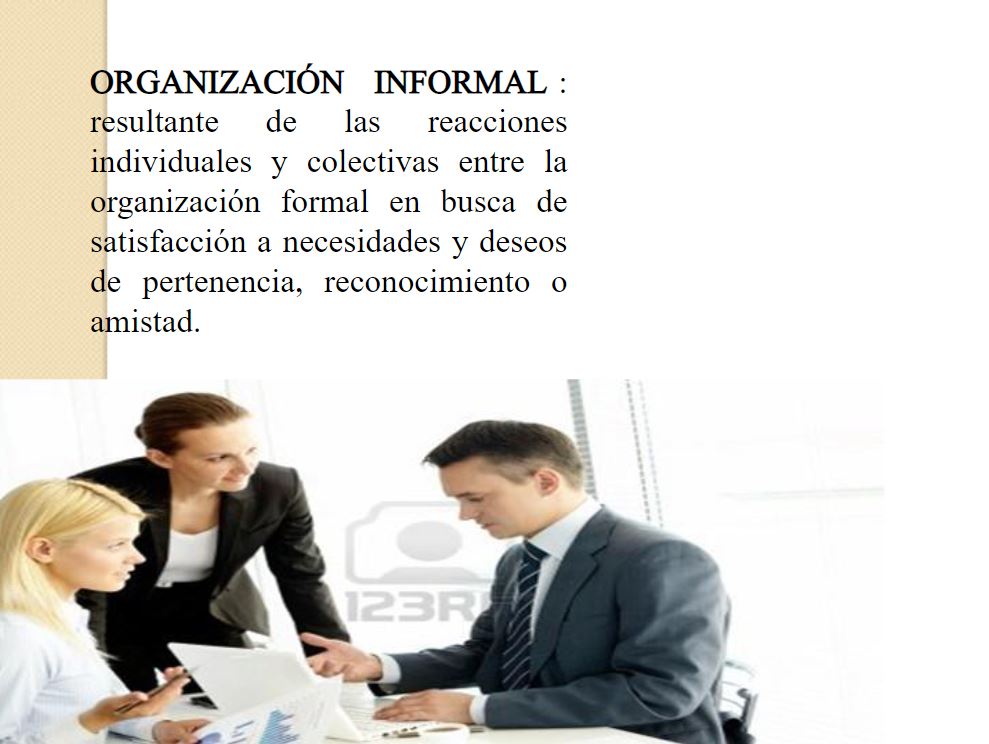 ORGANIZACIÓN INFORMAL :
resultante de las reacciones
individuales y colectivas entre la
organización formal en busca de
satisfacción a necesidades y deseos
de pertenencia, reconocimiento o
amistad.
123RF